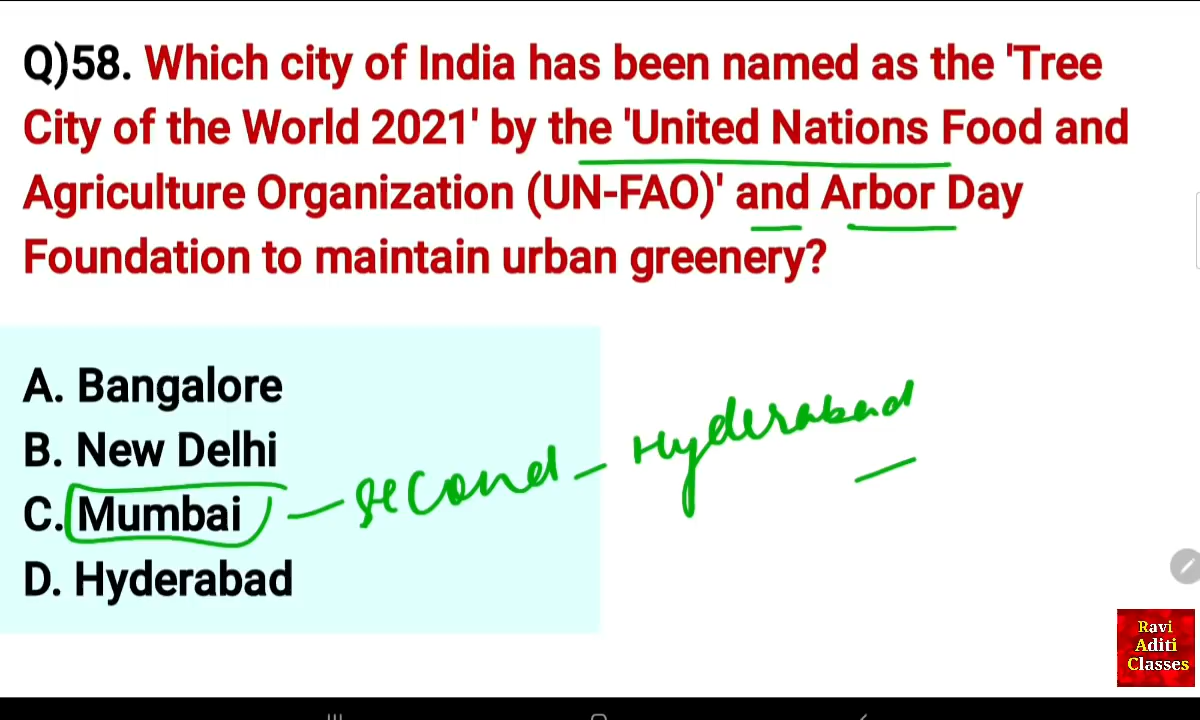 Q)58. Which city of India has been named as the 'Tree
City of the World 2021' by the 'United Nations Food and
Agriculture Organization (UN-FAO)' and Arbor Day
Foundation to maintain urban greenery?
A. Bangalore
B. New Delhi
C. Mumbai – second – Hyderabad
D. Hyderabad
Ravi
Aditi
Classes